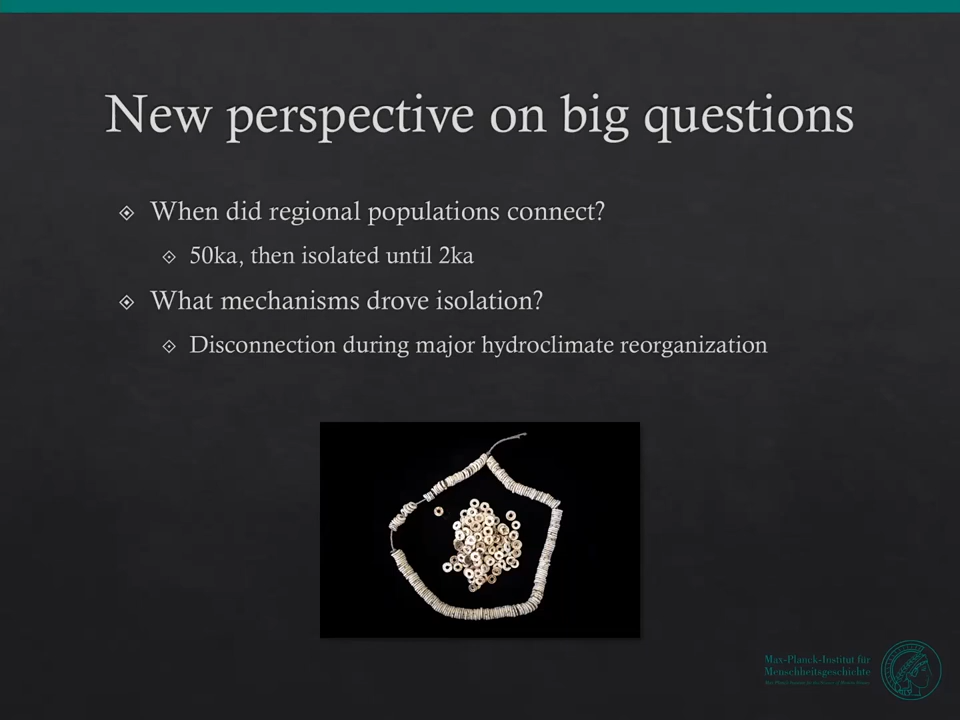 New perspective on big questions
When did regional populations connect?
50ka, then isolated until 2ka
What mechanisms drove isolation?
Disconnection during major hydroclimate reorganization
Max-Planck-Institut für
Menschheitsgeschichte